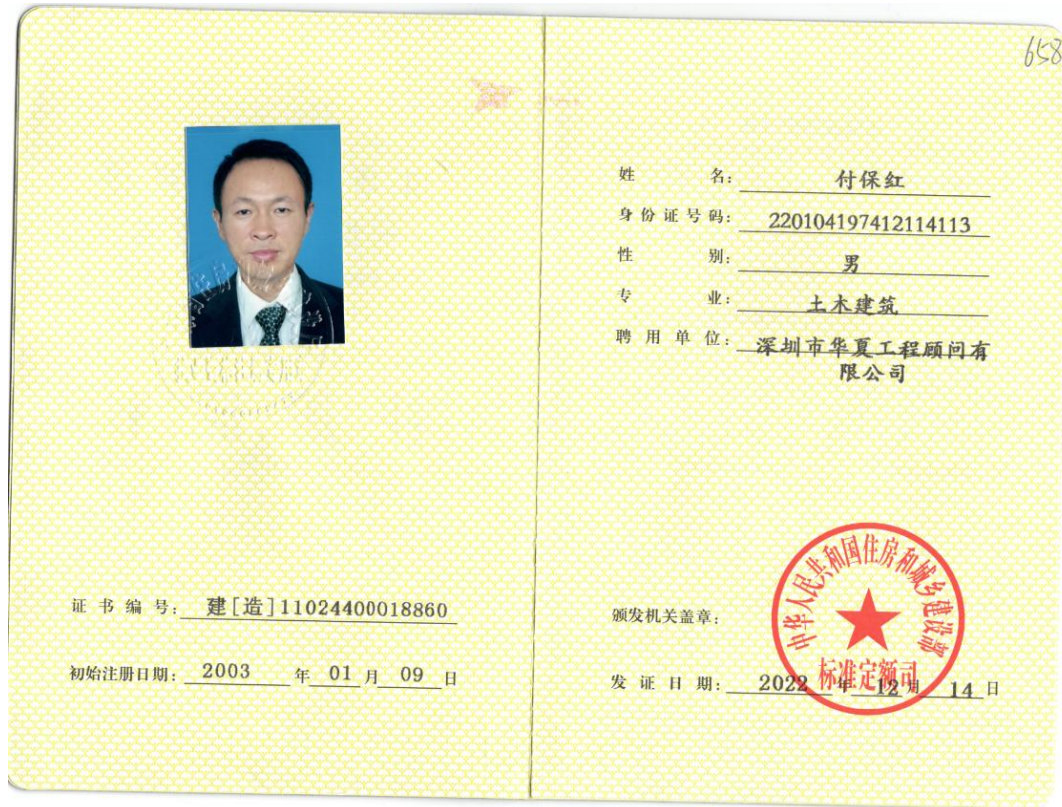 证书编号: 建[造]11024400018860
初始注册日期: 2003 年 01 月 09 日
658
姓名: 付保红
身份证号码: 220104197412114113
性别: 男
专业: 土木建筑
聘用单位: 深圳市华夏工程顾问有
限公司
颁发机关盖章:
中华人民共和国住房和城乡建设部
标准定额司
发证日期: 2022 年 12 月 14 日